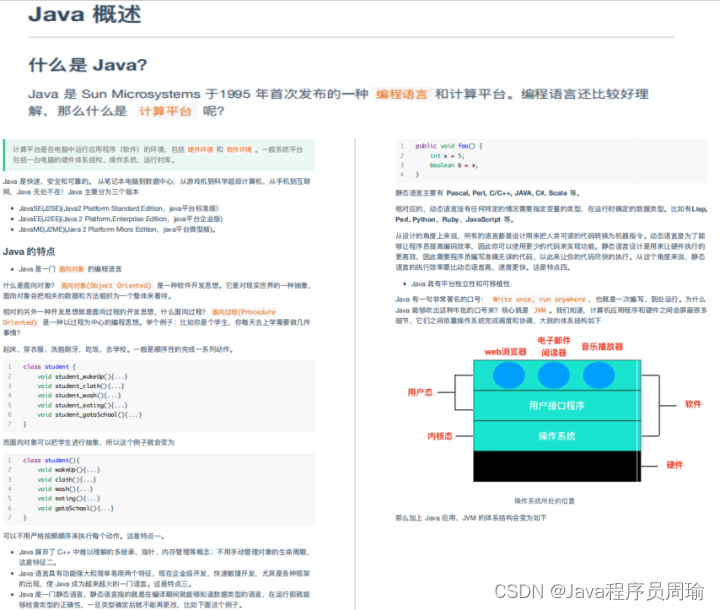 Java 概述
什么是 Java?
Java 是 Sun Microsystems 于1995 年首次发布的一种 编程语言 和计算平台。编程语言还比较好理
解，那么什么是 计算平台 呢?
计算平台是在电脑中运行应用程序（软件）的环境，包括 硬件环境 和 软件环境 。一般系统平台
包括一台电脑的硬件体系结构、操作系统、运行时库。
Java 是快速，安全和可靠的。 从笔记本电脑到数据中心，从游戏机到科学超级计算机，从手机到互联
网，Java 无处不在！Java 主要分为三个版本
JavaSE(J2SE)(Java2 Platform Standard Edition，java平台标准版）
JavaEE(J2EE)(Java 2 Platform,Enterprise Edition，java平台企业版)
JavaME(J2ME)(Java 2 Platform Micro Edition，java平台微型版)。
Java 的特点
Java 是一门 面向对象 的编程语言
什么是面向对象？ 面向对象(Object Oriented) 是一种软件开发思想。它是对现实世界的一种抽象，
面向对象会把相关的数据和方法组织为一个整体来看待。
相对的另外一种开发思想就是面向过程的开发思想，什么面向过程？ 面向过程(Procedure
Oriented) 是一种以过程为中心的编程思想。举个例子：比如你是个学生，你每天去上学需要做几件
事情？
起床、穿衣服、洗脸刷牙，吃饭，去学校。一般是顺序性的完成一系列动作。
1 class student {
2 void student_wakeUp(){...}
3 void student_cloth(){...}
4 void student_wash(){...}
5 void student_eating(){...}
6 void student_gotoSchool(){...}
7 }
而面向对象可以把学生进行抽象，所以这个例子就会变为
1 class student(){
2 void wakeUp(){...}
3 void cloth(){...}
4 void wash(){...}
5 void eating(){...}
6 void gotoSchool(){...}
7 }
可以不用严格按照顺序来执行每个动作。这是特点一。
Java 摒弃了 C++ 中难以理解的多继承、指针、内存管理等概念；不用手动管理对象的生命周期，
这是特征二。
Java 语言具有功能强大和简单易用两个特征，现在企业级开发，快速敏捷开发，尤其是各种框架
的出现，使 Java 成为越来越火的一门语言。这是特点三。
Java 是一门静态语言，静态语言指的就是在编译期间就能够知道数据类型的语言，在运行前就能
够检查类型的正确性，一旦类型确定后就不能再更改，比如下面这个例子。
1 public void foo() {
2 int x = 5;
3 boolean b = x;
4 }
静态语言主要有 Pascal, Perl, C/C++, JAVA, C#, Scala 等。
相对应的，动态语言没有任何特定的情况需要指定变量的类型，在运行时确定的数据类型。比如有Lisp,
Perl, Python、Ruby、JavaScript 等。
从设计的角度上来说，所有的语言都是设计用来把人类可读的代码转换为机器指令。动态语言是为了能
够让程序员提高编码效率，因此你可以使用更少的代码来实现功能。静态语言设计是用来让硬件执行的
更高效，因此需要程序员编写准确无误的代码，以此来让你的代码尽快的执行。从这个角度来说，静态
语言的执行效率要比动态语言高，速度更快。这是特点四。
Java 具有平台独立性和可移植性
Java 有一句非常著名的口号： Write once, run anywhere ，也就是一次编写、到处运行。为什么
Java 能够吹出这种牛批的口号来？核心就是 JVM 。我们知道，计算机应用程序和硬件之间会屏蔽很多
细节，它们之间依靠操作系统完成调度和协调，大致的体系结构如下
web浏览器 电子邮件 音乐播放器
阅读器
用户态
用户接口程序
软件
内核态
操作系统
硬件
操作系统所处的位置
那么加上 Java 应用、JVM 的体系结构会变为如下
CSDN @Java程序员周瑜